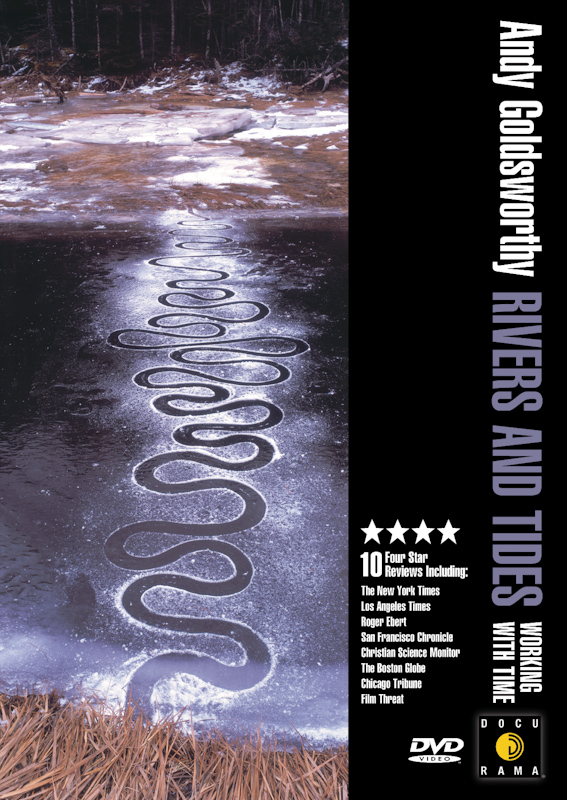 Andy Goldsworthy RIVERS AND TIDES
WORKING
WITH TIME
10 Four Star
Reviews Including:
The New York Times
Los Angeles Times
Roger Ebert
San Francisco Chronicle
Christian Science Monitor
The Boston Globe
Chicago Tribune
Film Threat
DVD
VIDEO
DOCU
RAMA